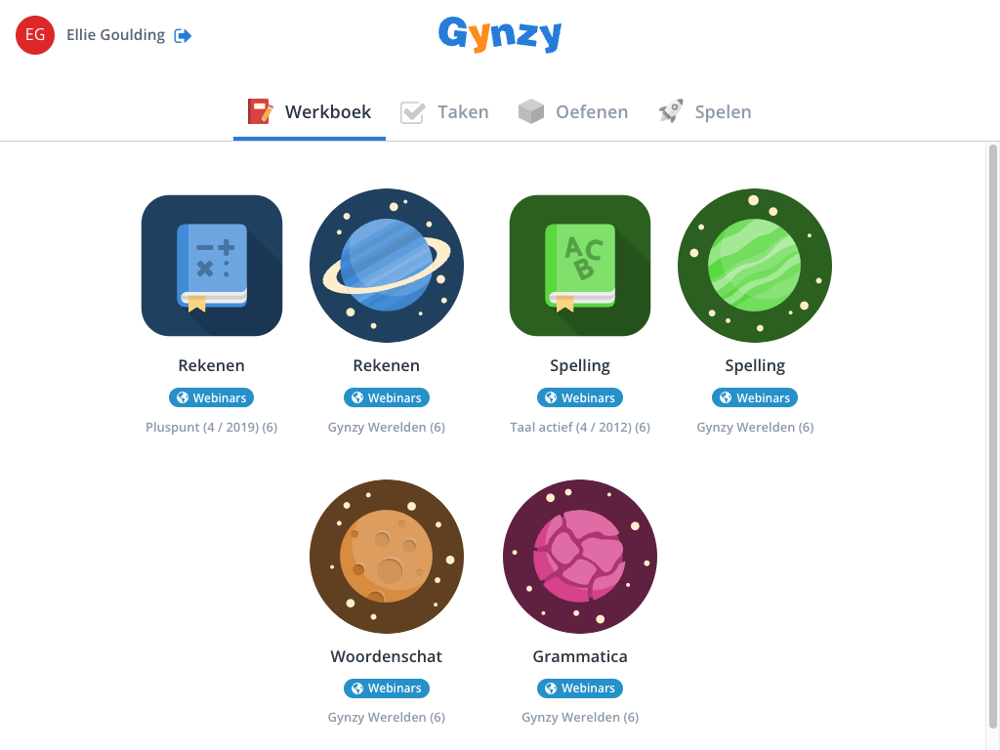 EG Ellie Goulding
Gynzy
Werkboek Taken Oefenen Spelen
A C
B
Rekenen Rekenen Spelling Spelling
Webinars Webinars Webinars Webinars
Pluspunt (4 / 2019) (6) Gynzy Werelden (6) Taal actief (4 / 2012) (6) Gynzy Werelden (6)
Woordenschat Grammatica
Webinars Webinars
Gynzy Werelden (6) Gynzy Werelden (6)